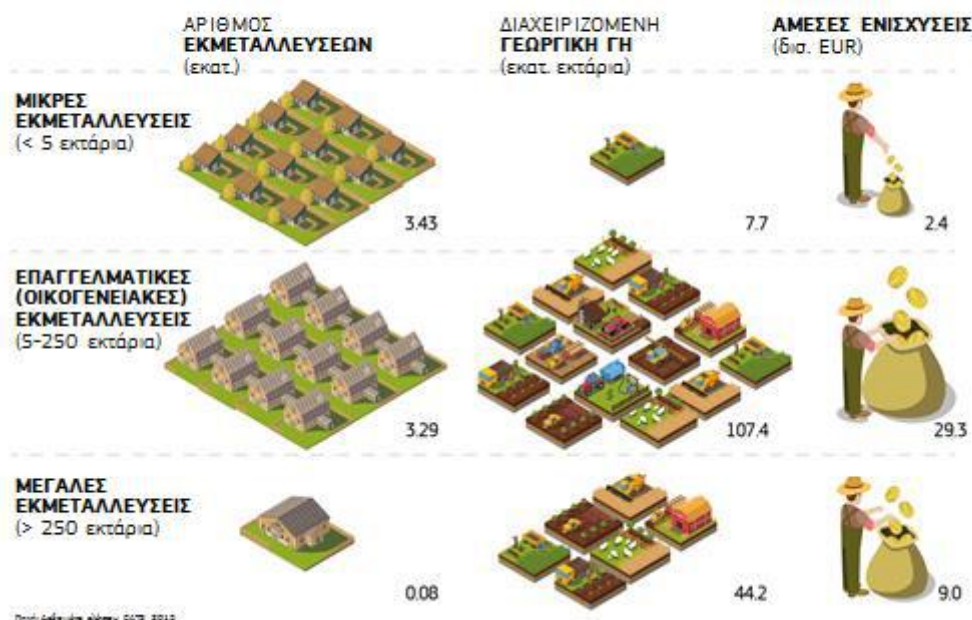 ΑΡΙΘΜΟΣ
ΕΚΜΕΤΑΛΛΕΥΣΕΩΝ
(εκατ.)
ΔΙΑΧΕΙΡΙΖΟΜΕΝΗ
ΓΕΩΡΓΙΚΗ ΓΗ
(εκατ. εκτάρια)
ΑΜΕΣΕΣ ΕΝΙΣΧΥΣΕΙΣ
(δισ. EUR)
ΜΙΚΡΕΣ
ΕΚΜΕΤΑΛΛΕΥΣΕΙΣ
(< 5 εκτάρια)
3.43
7.7
2.4
ΕΠΑΓΓΕΛΜΑΤΙΚΕΣ
(ΟΙΚΟΓΕΝΕΙΑΚΕΣ)
ΕΚΜΕΤΑΛΛΕΥΣΕΙΣ
(5-250 εκτάρια)
3.29
107.4
29.3
ΜΕΓΑΛΕΣ
ΕΚΜΕΤΑΛΛΕΥΣΕΙΣ
(> 250 εκτάρια)
0.08
44.2
9.0